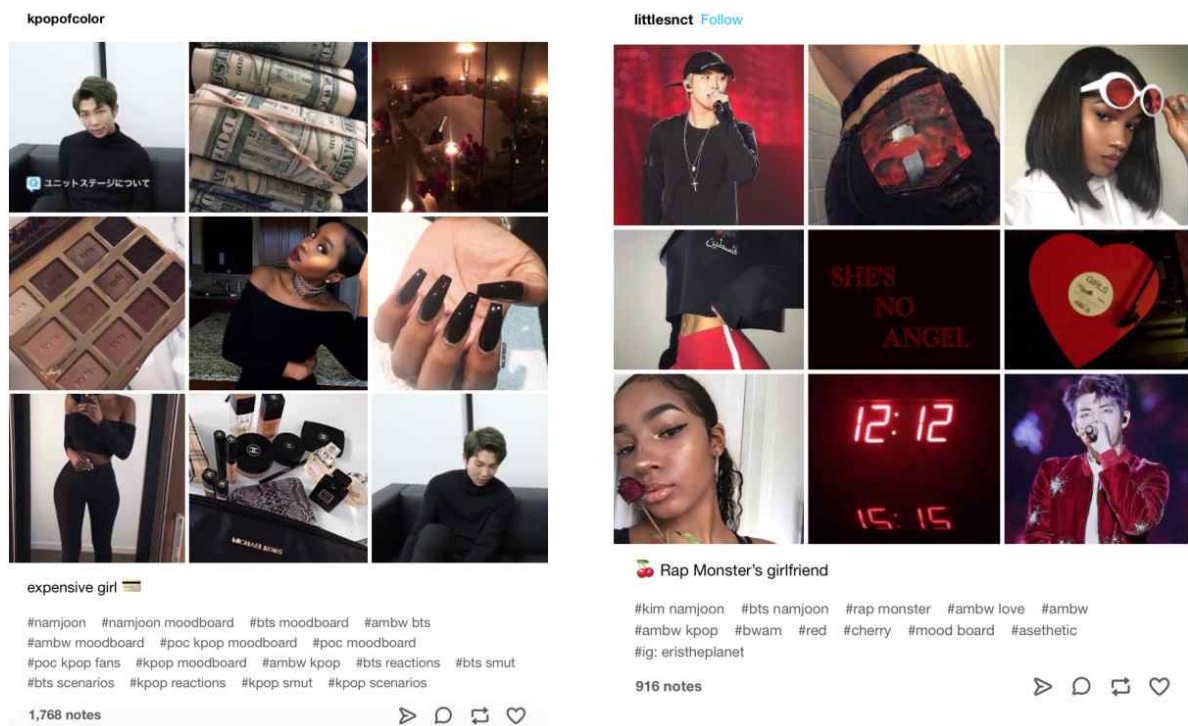 kpopofcolor
ユニットステージについて
MICHAEL KORS
expensive girl
#namjoon #namjoon moodboard #bts moodboard #ambw bts
#ambw moodboard #poc kpop moodboard #poc moodboard
#poc kpop fans #kpop moodboard #ambw kpop #bts reactions #bts smut
#bts scenarios #kpop reactions #kpop smut #kpop scenarios
1,768 notes
littlesnct Follow
فلسطين
SHE'S
NO
ANGEL
GIRLS
12:12
15:15
Rap Monster's girlfriend
#kim namjoon #bts namjoon #rap monster #ambw love #ambw
#ambw kpop #bwam #red #cherry #mood board #asethetic
#ig: eristheplanet
916 notes